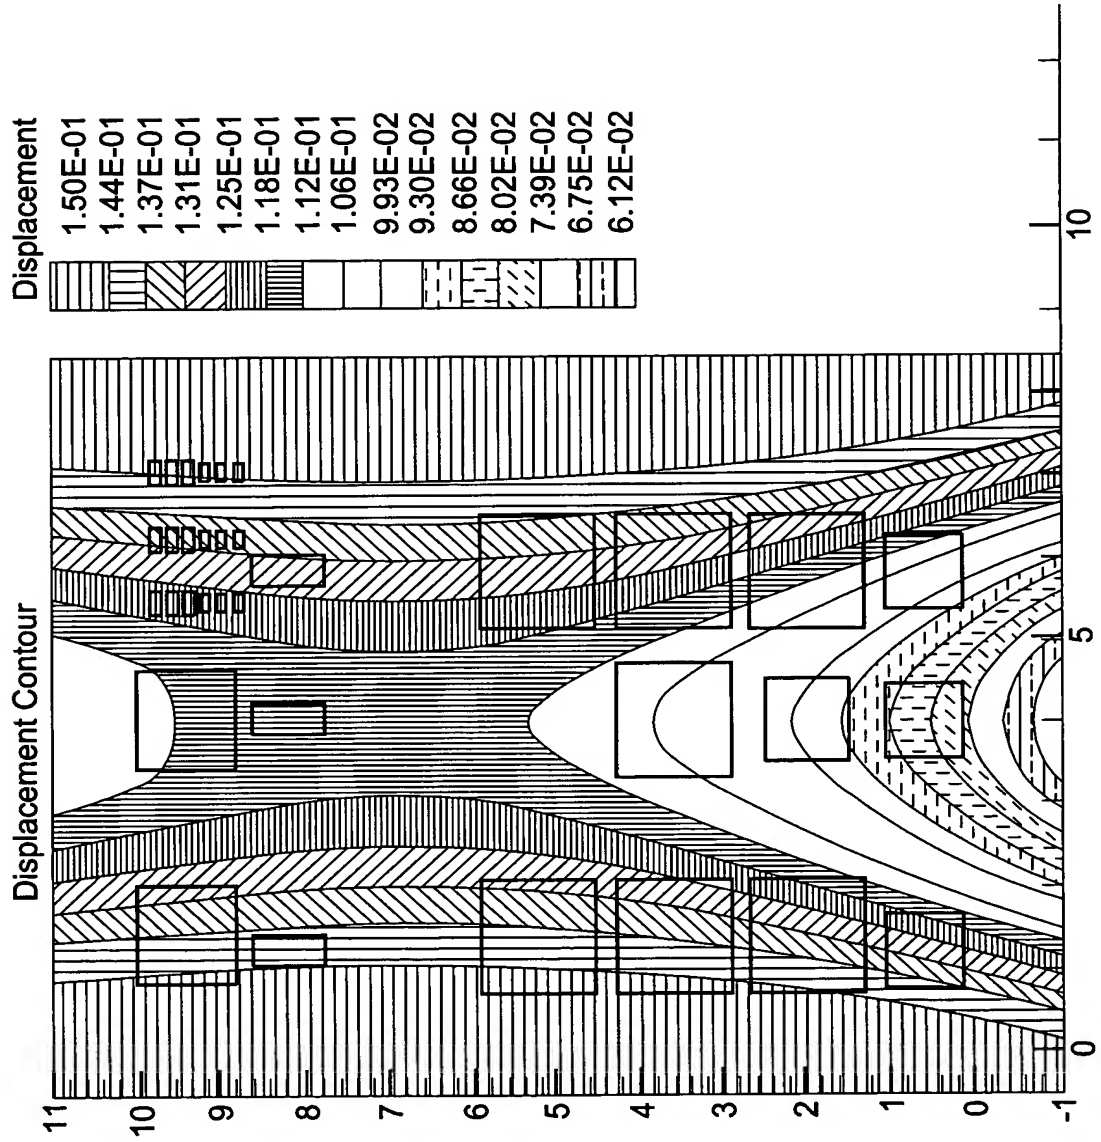 Displacement Contour
Displacement
1.50E-01
1.44E-01
1.37E-01
1.31E-01
1.25E-01
1.18E-01
1.12E-01
1.06E-01
9.93E-02
9.30E-02
8.66E-02
8.02E-02
7.39E-02
6.75E-02
6.12E-02
11
10
9
8
7
6
5
4
3
2
1
0
-1
0
5
10